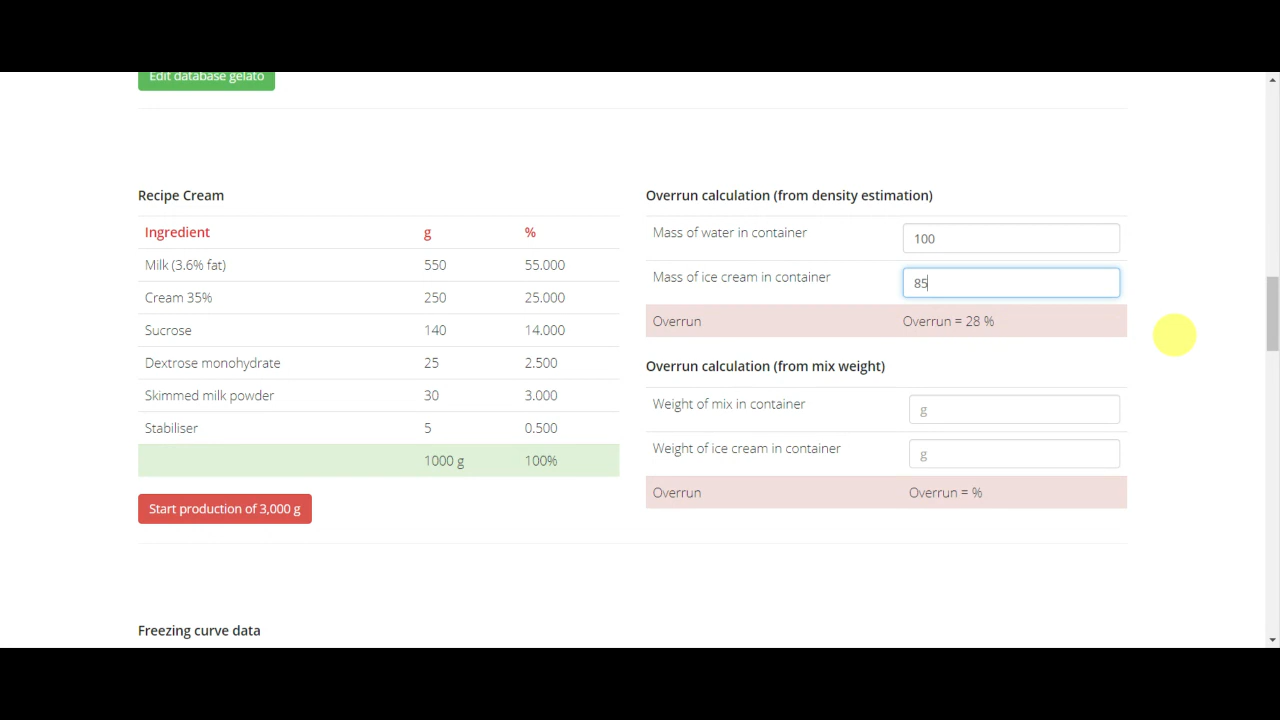 Edit database gelato
Recipe Cream
Ingredient g %
Milk (3.6% fat) 550 55.000
Cream 35% 250 25.000
Sucrose 140 14.000
Dextrose monohydrate 25 2.500
Skimmed milk powder 30 3.000
Stabiliser 5 0.500
1000 g 100%
Start production of 3,000 g
Overrun calculation (from density estimation)
Mass of water in container 100
Mass of ice cream in container 85
Overrun Overrun = 28 %
Overrun calculation (from mix weight)
Weight of mix in container g
Weight of ice cream in container g
Overrun Overrun = %
Freezing curve data